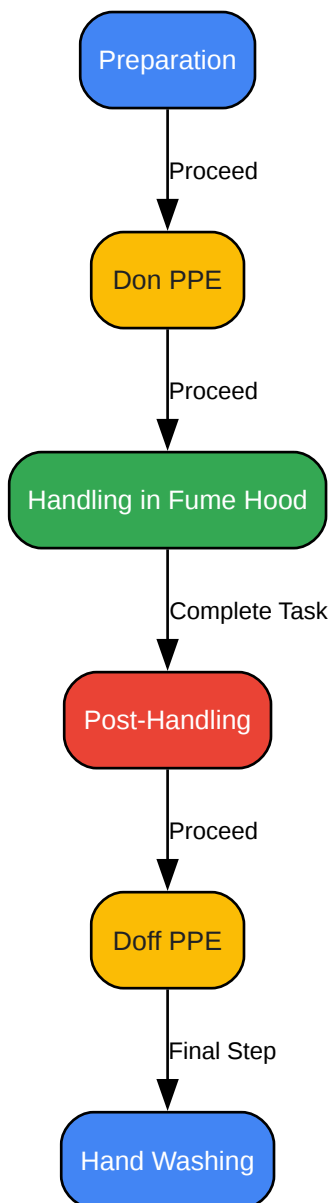 Preparation
Proceed
Don PPE
Proceed
Handling in Fume Hood
Complete Task
Post-Handling
Proceed
Doff PPE
Final Step
Hand Washing